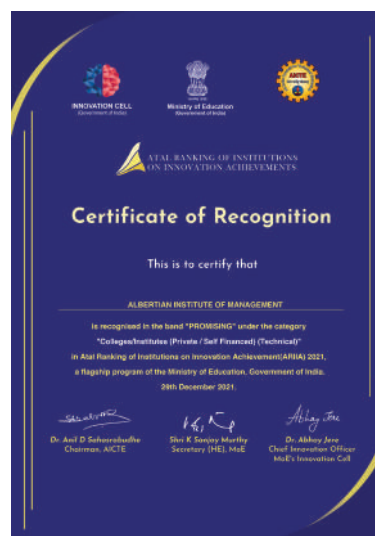 INNOVATION CELL
(Government of India)
Ministry of Education
(Government of India)
AICTE
ATAL RANKING OF INSTITUTIONS
ON INNOVATION ACHIEVEMENTS
Certificate of Recognition
This is to certify that
ALBERTIAN INSTITUTE OF MANAGEMENT
is recognised in the band "PROMISING" under the category
"Colleges/Institutes (Private / Self Financed) (Technical)"
in Atal Ranking of Institutions on Innovation Achievement(ARIIA) 2021,
a flagship program of the Ministry of Education, Government of India.
29th December 2021.
Dr. Anil D Sahasrabudhe
Chairman, AICTE
Shri K Sanjay Murthy
Secretary (HE), MoE
Abhay Jere
Dr. Abhay Jere
Chief Innovation Officer
MoE's Innovation Cell